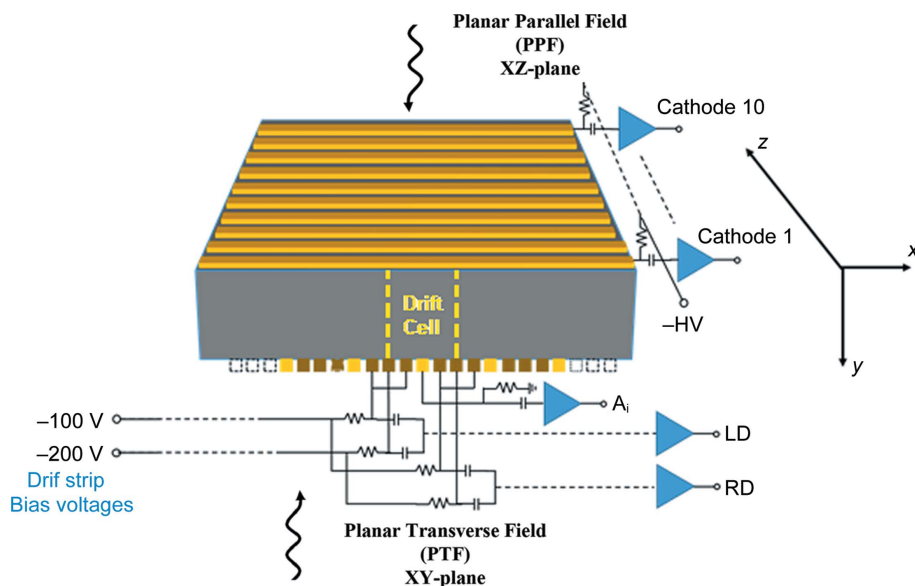 Planar Parallel Field
(PPF)
XZ-plane
Cathode 10
z
Cathode 1
x
–HV
y
Drift
Cell
–100 V
–200 V
Drif strip
Bias voltages
Ai
LD
RD
Planar Transverse Field
(PTF)
XY-plane